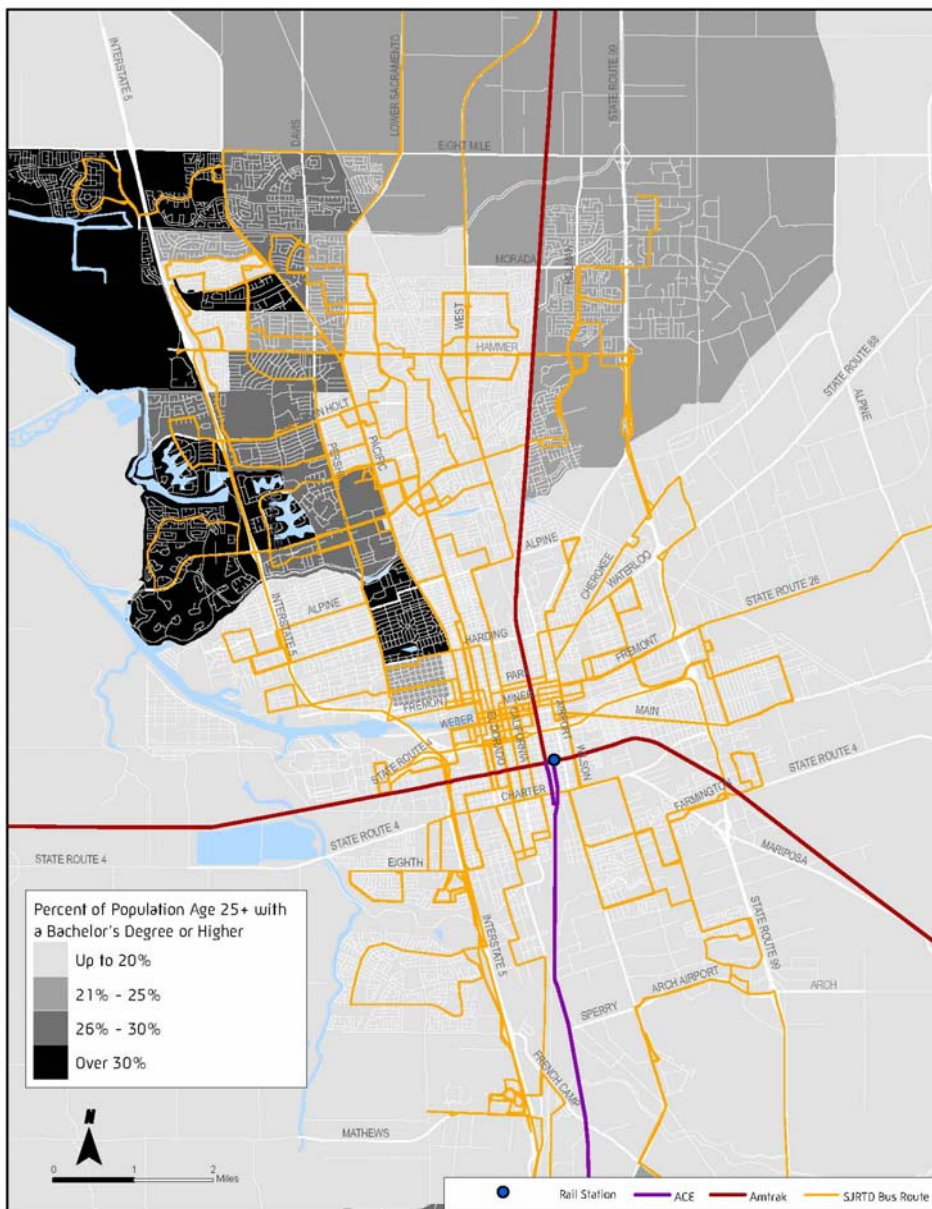 INTERSTATE 5
DAVIS
LOWER SACRAMENTO
STATE ROUTE 99
EIGHT MILE
MORADA
HOLMAN
WEST
HAMMER
STATE ROUTE 88
ALPINE
HOLT
PERSH
PACIFIC
ALPINE
CHEROKEE
WATERLOO
STATE ROUTE 26
ALPINE
INTERSTATE 5
HARDING
FREMONT
PARK
MINER
FREMON
WEBER
EL DORADO
CALIFORNIA
AIRPORT
MAIN
WILSON
STATE ROUTE 4
CHARTER
FARMINGTON
STATE ROUTE 4
STATE ROUTE 4
STATE ROUTE 4
EIGHTH
MARIPOSA
INTERSTATE 5
STATE ROUTE 99
ARCH AIRPORT
ARCH
SPERRY
FRENCH CAMP
MATHEWS
Percent of Population Age 25+ with
a Bachelor's Degree or Higher
Up to 20%
21% - 25%
26% - 30%
Over 30%
N
0 1 2
Miles
Rail Station ACE Amtrak SJRTD Bus Route